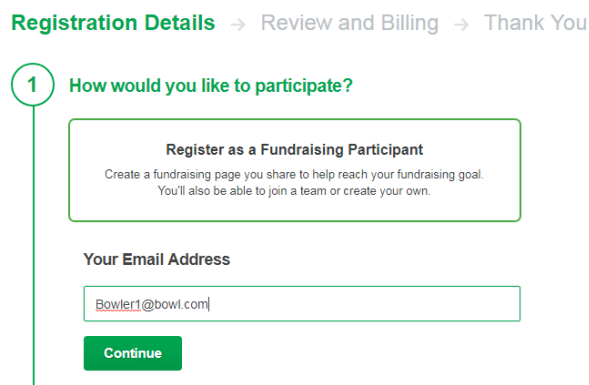 Registration Details → Review and Billing → Thank You
1 How would you like to participate?
Register as a Fundraising Participant
Create a fundraising page you share to help reach your fundraising goal.
You'll also be able to join a team or create your own.
Your Email Address
Bowler1@bowl.com
Continue